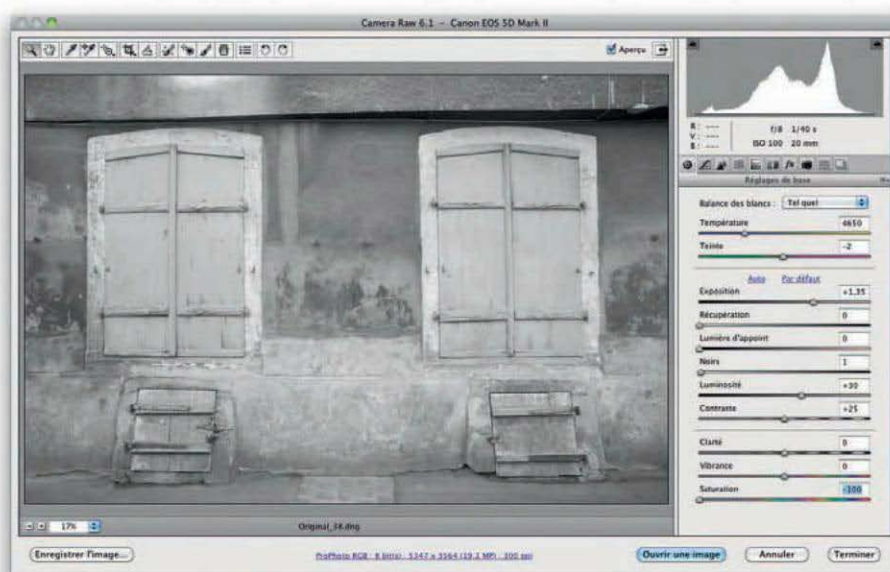 Camera Raw 6.1 – Canon EOS 5D Mark II
Aperçu
R : ---
V : ---
B : ---
f/8 1/40 s
ISO 100 20 mm
Réglages de base
Balance des blancs : Tel quel
Température 4650
Teinte -2
Auto Par défaut
Exposition +1,35
Récupération 0
Lumière d'appoint 0
Noirs 1
Luminosité +30
Contraste +25
Clarté 0
Vibrance 0
Saturation -100
17%
Original_38.dng
Enregistrer l'image...
ProPhoto RGB ; 8 bit(s) ; 5347 x 3564 (19,1 MP) ; 300 ppi
Ouvrir une image
Annuler
Terminer